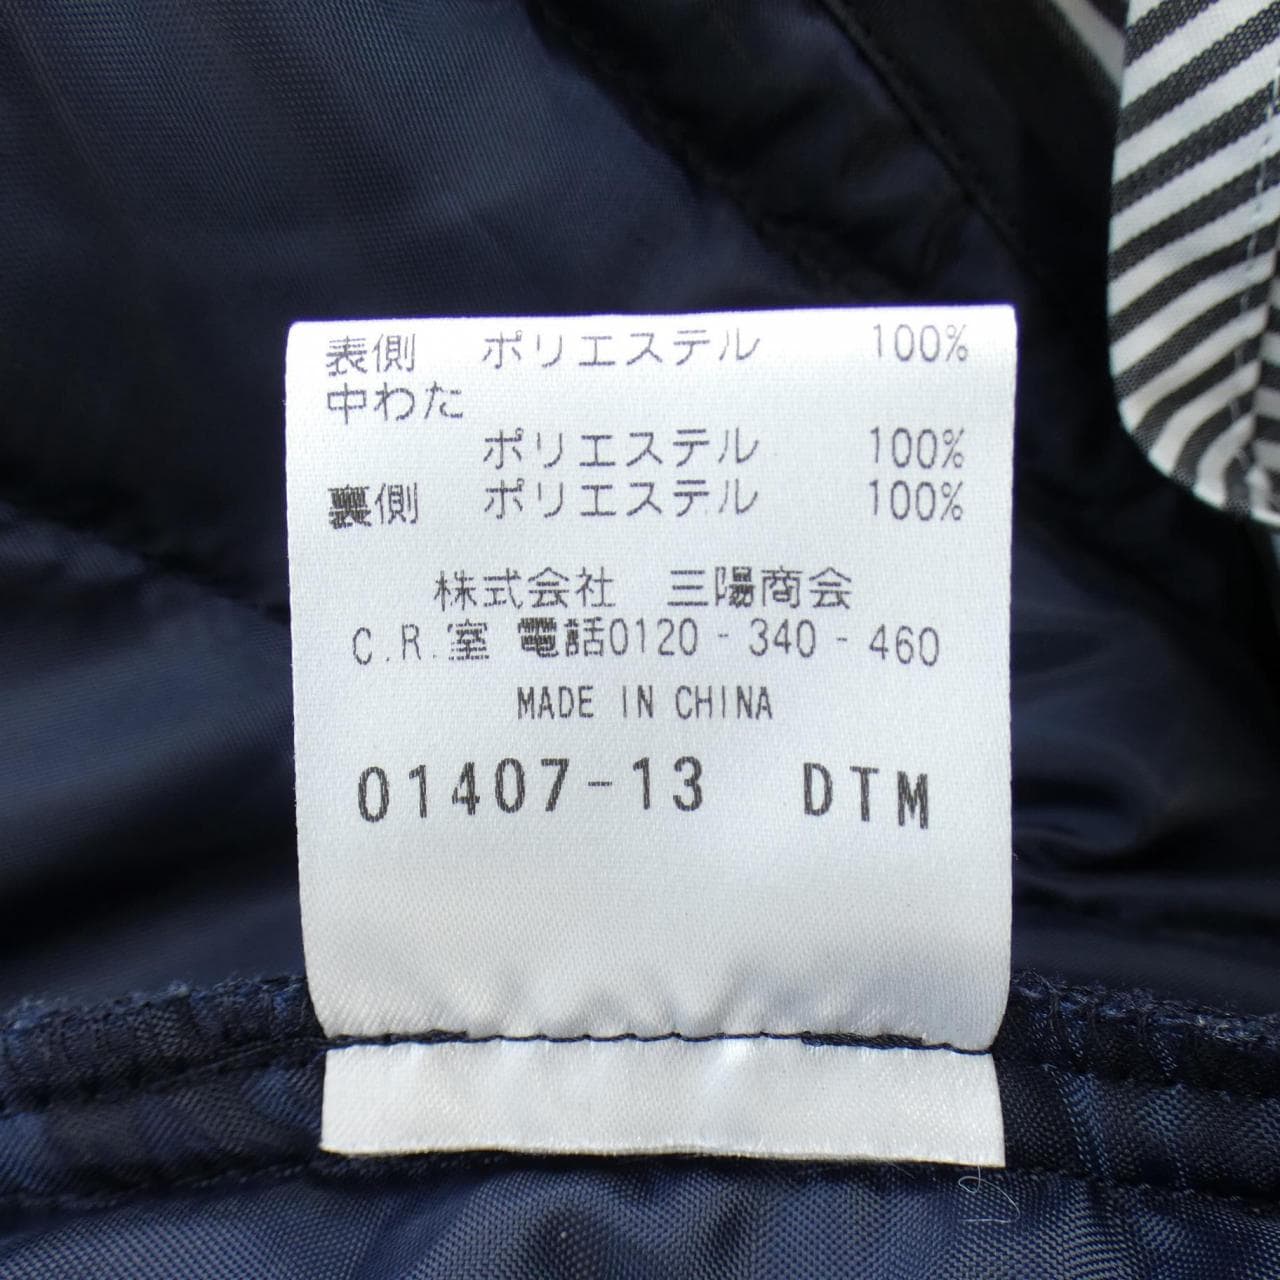 表側 ポリエステル 100%
中わた
ポリエステル 100%
裏側 ポリエステル 100%
株式会社 三陽商会
C.R.室 電話0120-340-460
MADE IN CHINA
01407-13 DTM